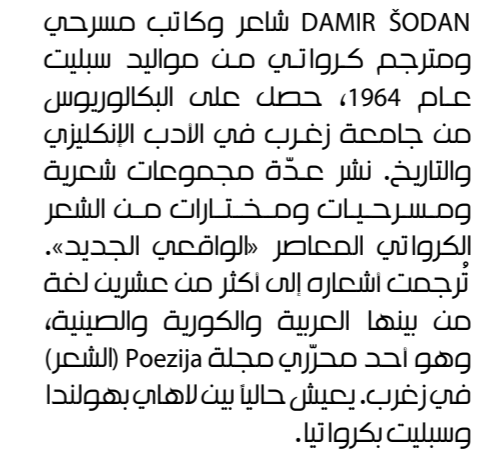 DAMIR ŠODAN شاعر وكاتب مسرحي
ومترجم كرواتي من مواليد سبليت
عام 1964، حصل على البكالوريوس
من جامعة زغرب في الأدب الإنكليزي
والتاريخ. نشر عدّة مجموعات شعرية
ومسرحيات ومختارات من الشعر
الكرواتي المعاصر «الواقعي الجديد».
تُرجمت أشعاره إلى أكثر من عشرين لغة
من بينها العربية والكورية والصينية،
وهو أحد محرّري مجلة Poezija (الشعر)
في زغرب. يعيش حالياً بين لاهاي بهولندا
وسبليت بكرواتيا.